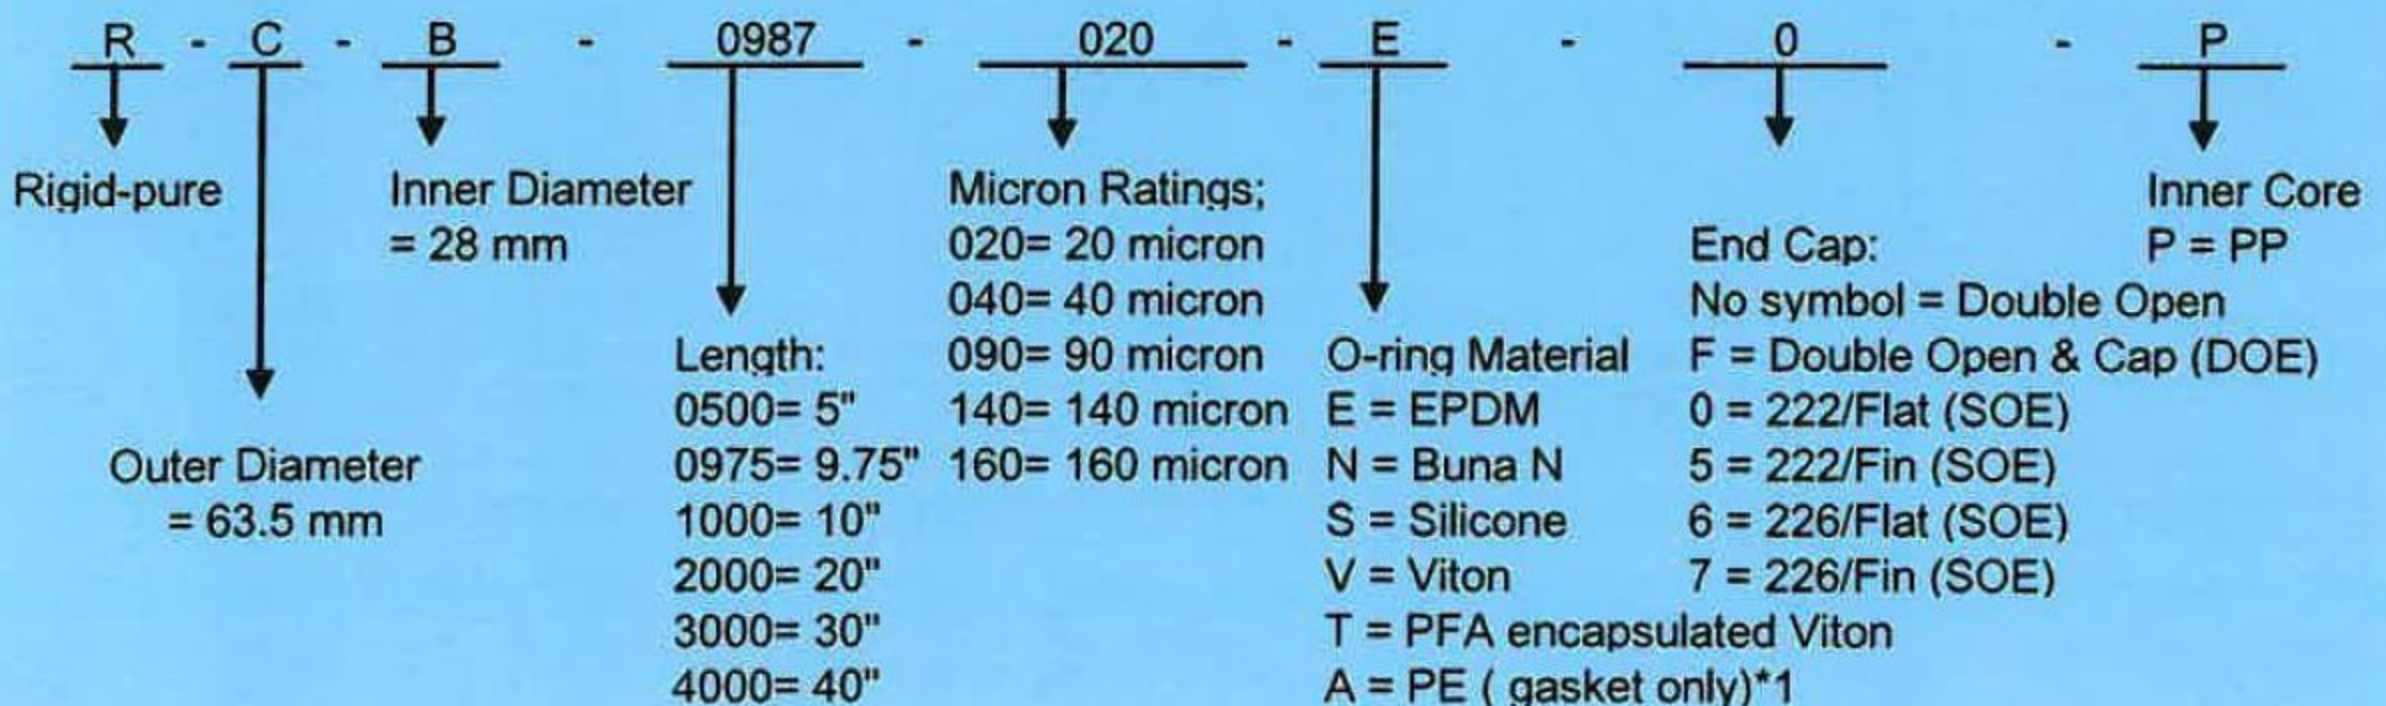 R - C - B - 0987 - 020 - E - 0 - P
Rigid-pure
Outer Diameter
= 63.5 mm
Inner Diameter
= 28 mm
Length:
0500= 5"
0975= 9.75"
1000= 10"
2000= 20"
3000= 30"
4000= 40"
Micron Ratings;
020= 20 micron
040= 40 micron
090= 90 micron
140= 140 micron
160= 160 micron
O-ring Material
E = EPDM
N = Buna N
S = Silicone
V = Viton
T = PFA encapsulated Viton
A = PE ( gasket only)*1
End Cap:
No symbol = Double Open
F = Double Open & Cap (DOE)
0 = 222/Flat (SOE)
5 = 222/Fin (SOE)
6 = 226/Flat (SOE)
7 = 226/Fin (SOE)
Inner Core
P = PP